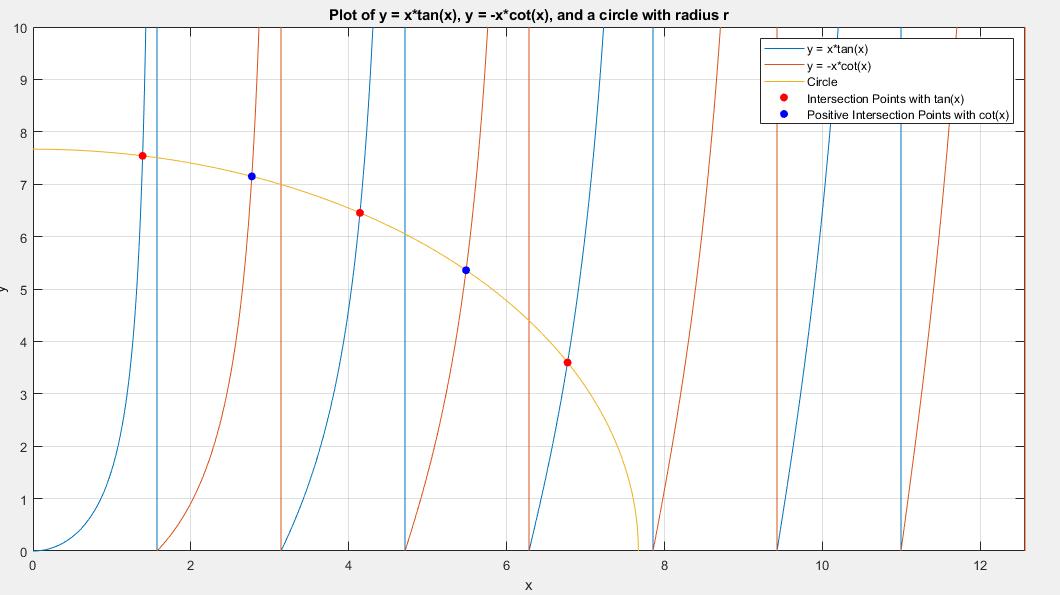 Plot of y = x*tan(x), y = -x*cot(x), and a circle with radius r
y = x*tan(x)
y = -x*cot(x)
Circle
Intersection Points with tan(x)
Positive Intersection Points with cot(x)
10
9
8
7
6
5
4
3
2
1
0
y
0 2 4 6 8 10 12
x